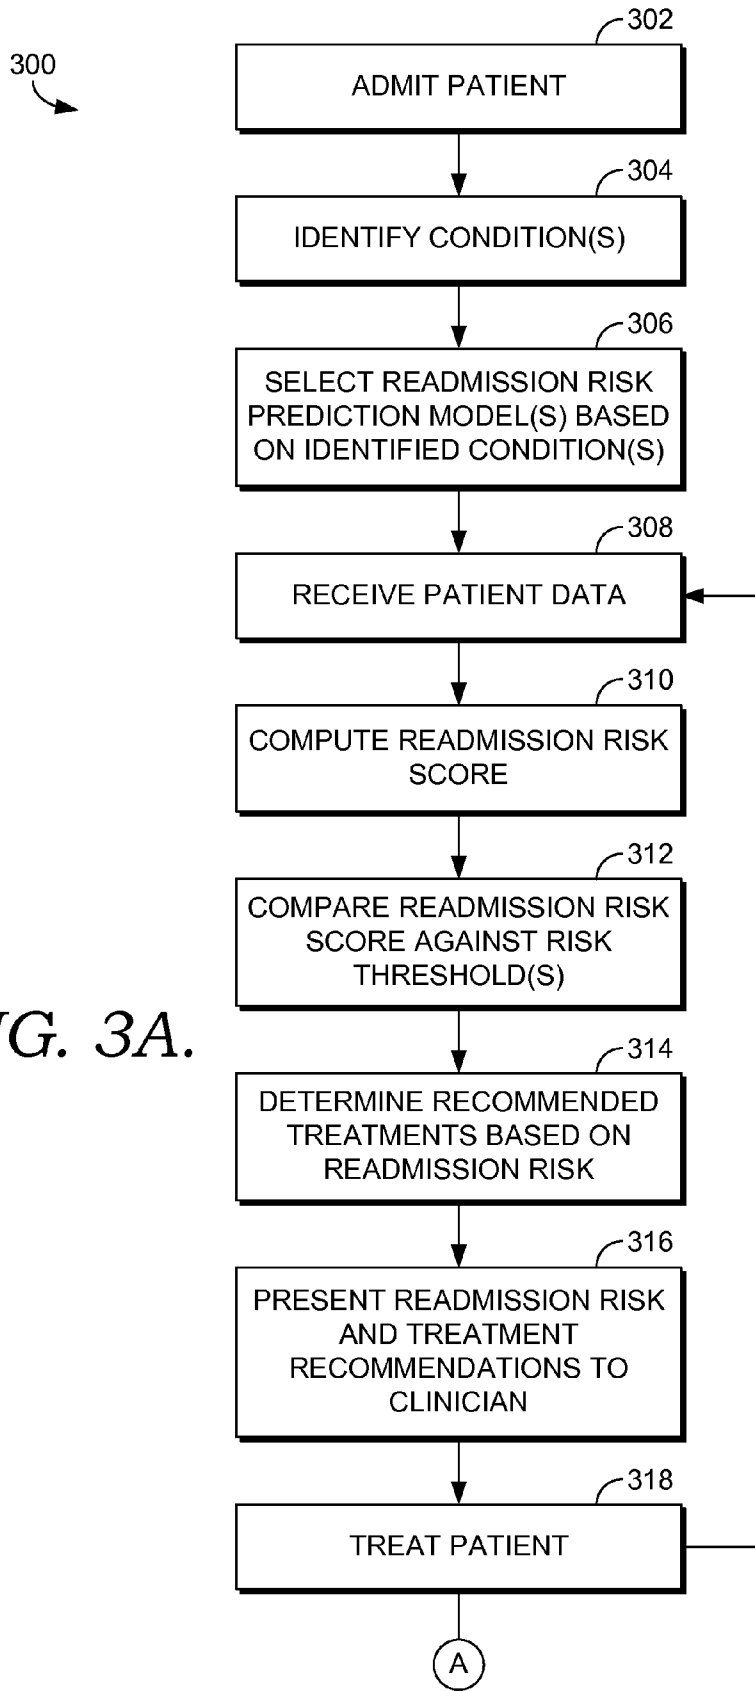 302
300
ADMIT PATIENT
304
IDENTIFY CONDITION(S)
306
SELECT READMISSION RISK
PREDICTION MODEL(S) BASED
ON IDENTIFIED CONDITION(S)
308
RECEIVE PATIENT DATA
310
COMPUTE READMISSION RISK
SCORE
312
COMPARE READMISSION RISK
SCORE AGAINST RISK
THRESHOLD(S)
G. 3A.
314
DETERMINE RECOMMENDED
TREATMENTS BASED ON
READMISSION RISK
316
PRESENT READMISSION RISK
AND TREATMENT
RECOMMENDATIONS TO
CLINICIAN
318
TREAT PATIENT
A